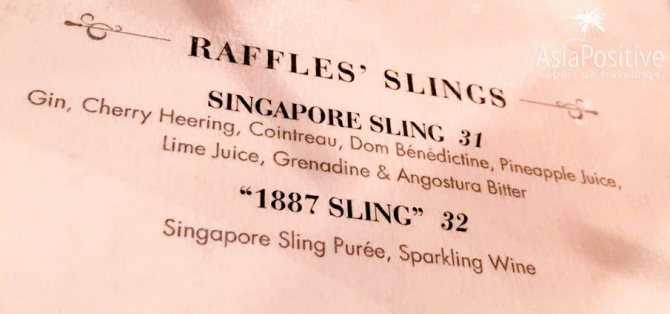 AsiaPositive
RAFFLES' SLINGS
SINGAPORE SLING 31
Gin, Cherry Heering, Cointreau, Dom Bénédictine, Pineapple Juice,
Lime Juice, Grenadine & Angostura Bitter
“1887 SLING” 32
Singapore Sling Purée, Sparkling Wine